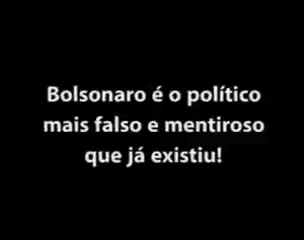 Bolsonaro é o político
mais falso e mentiroso
que já existiu!